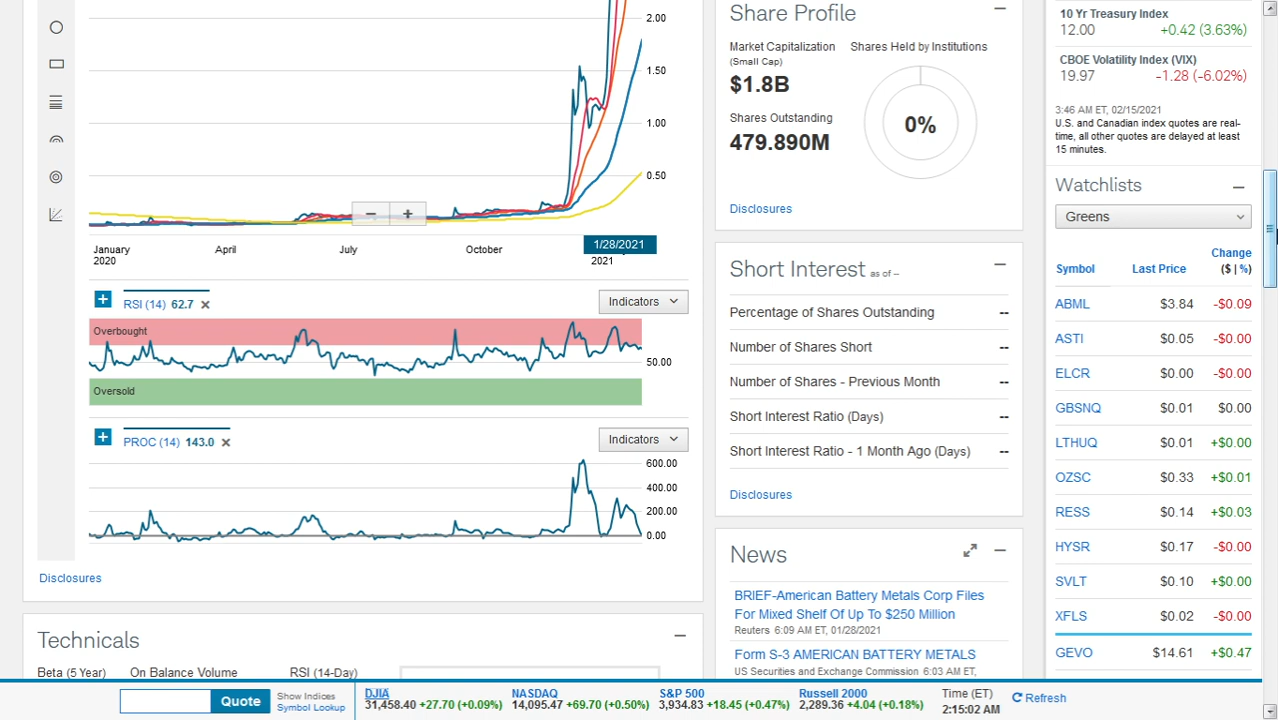 2.00
1.50
1.00
0.50
− +
January
2020
April
July
October
1/28/2021
2021
RSI (14) 62.7 ×
Indicators
Overbought
50.00
Oversold
PROC (14) 143.0 ×
Indicators
600.00
400.00
200.00
0.00
Disclosures
Technicals
Beta (5 Year) On Balance Volume RSI (14-Day)
Share Profile
Market Capitalization
(Small Cap)
$1.8B
Shares Outstanding
479.890M
Shares Held by Institutions
0%
Disclosures
Short Interest as of –
Percentage of Shares Outstanding --
Number of Shares Short --
Number of Shares - Previous Month --
Short Interest Ratio (Days) --
Short Interest Ratio - 1 Month Ago (Days) --
Disclosures
News
BRIEF-American Battery Metals Corp Files
For Mixed Shelf Of Up To $250 Million
Reuters 6:09 AM ET, 01/28/2021
Form S-3 AMERICAN BATTERY METALS
US Securities and Exchange Commission 6:03 AM ET,
10 Yr Treasury Index
12.00 +0.42 (3.63%)
CBOE Volatility Index (VIX)
19.97 -1.28 (-6.02%)
3:46 AM ET, 02/15/2021
U.S. and Canadian index quotes are real-
time, all other quotes are delayed at least
15 minutes.
Watchlists
Greens
Symbol Last Price Change
($ | %)
ABML $3.84 -$0.09
ASTI $0.05 -$0.00
ELCR $0.00 -$0.00
GBSNQ $0.01 $0.00
LTHUQ $0.01 +$0.00
OZSC $0.33 +$0.01
RESS $0.14 +$0.03
HYSR $0.17 -$0.00
SVLT $0.10 +$0.00
XFLS $0.02 -$0.00
GEVO $14.61 +$0.47
Quote
Show Indices
Symbol Lookup
DJIA
31,458.40 +27.70 (+0.09%)
NASDAQ
14,095.47 +69.70 (+0.50%)
S&P 500
3,934.83 +18.45 (+0.47%)
Russell 2000
2,289.36 +4.04 (+0.18%)
Time (ET)
2:15:02 AM
Refresh